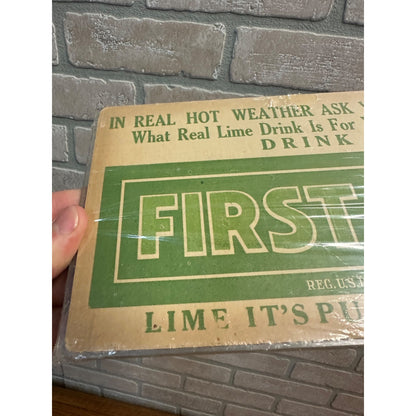 IN REAL HOT WEATHER ASK
What Real Lime Drink Is For
DRINK
FIRST
REG. U.S.
LIME IT'S PU